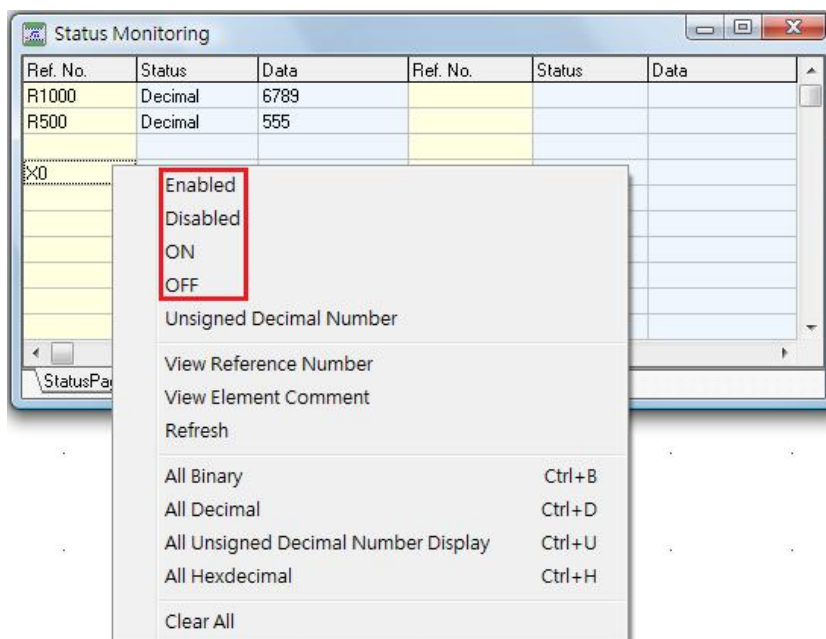 Status Monitoring
Ref. No. Status Data Ref. No. Status Data
R1000 Decimal 6789
R500 Decimal 555
X0
Enabled
Disabled
ON
OFF
Unsigned Decimal Number
View Reference Number
View Element Comment
Refresh
StatusPa
All Binary Ctrl+B
All Decimal Ctrl+D
All Unsigned Decimal Number Display Ctrl+U
All Hexdecimal Ctrl+H
Clear All